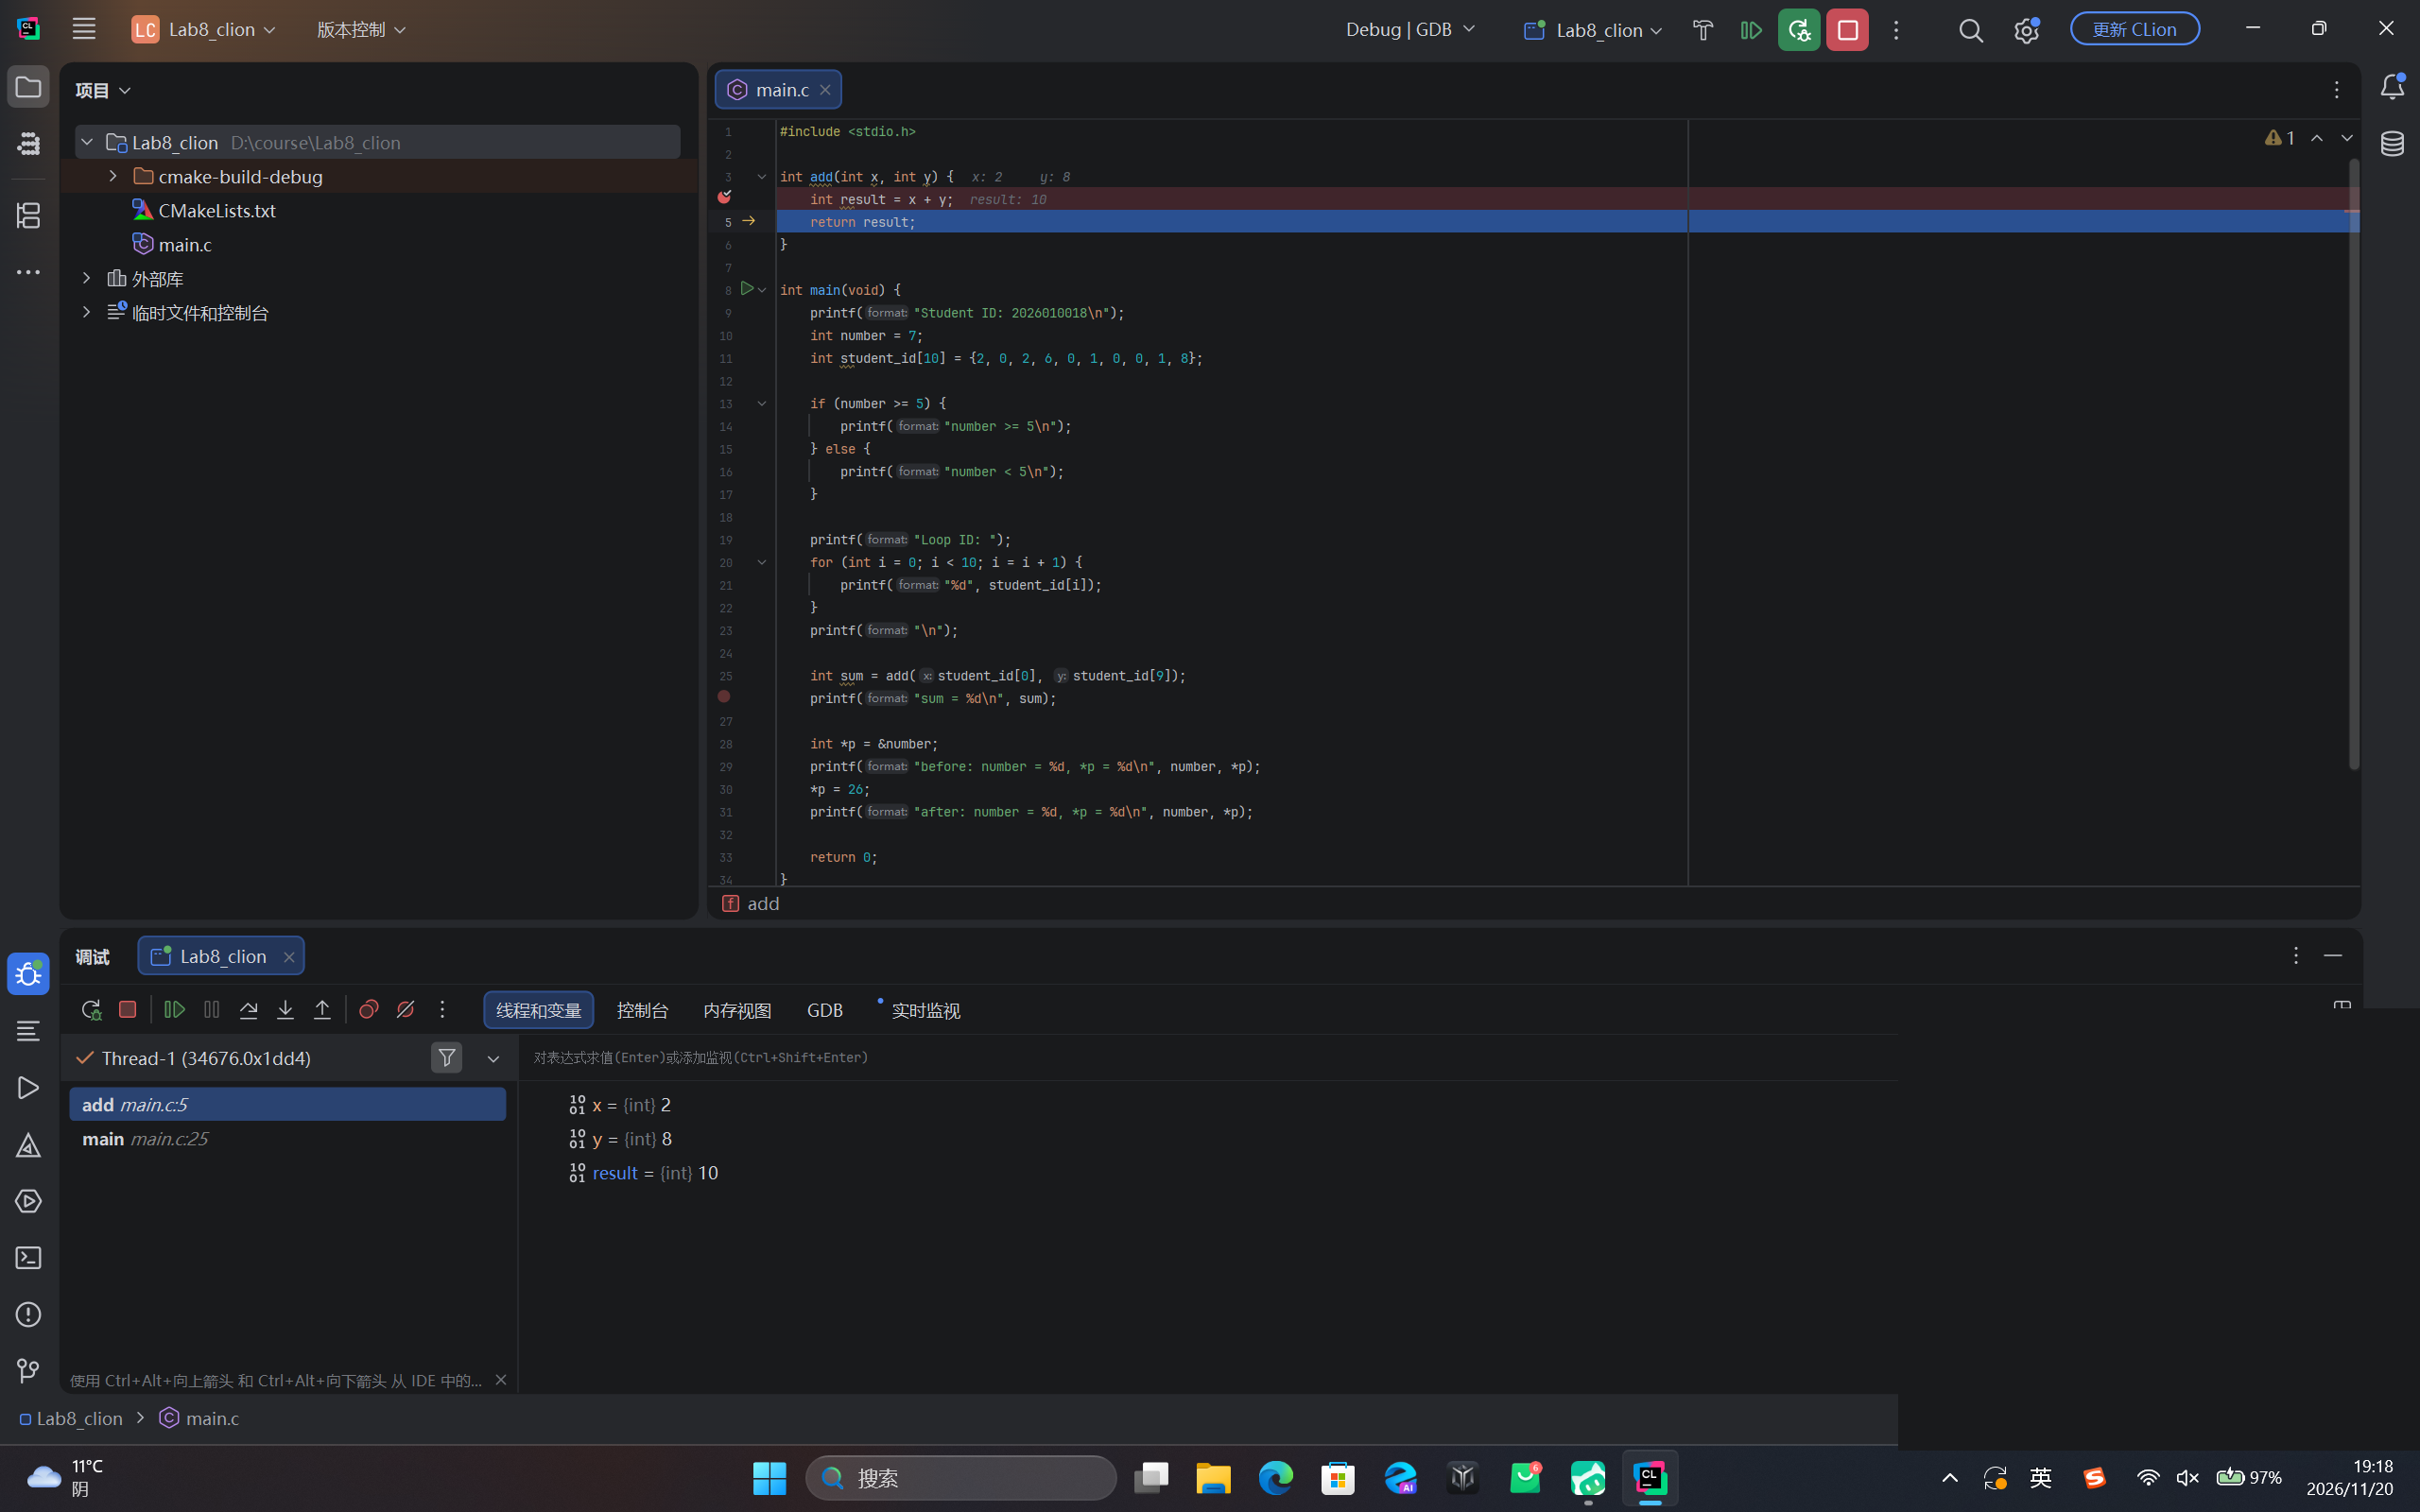 LC Lab8_clion 版本控制 Debug | GDB Lab8_clion 更新 CLion
项目
Lab8_clion D:\course\Lab8_clion
cmake-build-debug
CMakeLists.txt
main.c
外部库
临时文件和控制台
main.c
1
1 #include <stdio.h>
2
3 int add(int x, int y) { x: 2 y: 8
int result = x + y; result: 10
5 return result;
6 }
7
8 int main(void) {
9 printf(format: "Student ID: 2026010018\n");
10 int number = 7;
11 int student_id[10] = {2, 0, 2, 6, 0, 1, 0, 0, 1, 8};
12
13 if (number >= 5) {
14 printf(format: "number >= 5\n");
15 } else {
16 printf(format: "number < 5\n");
17 }
18
19 printf(format: "Loop ID: ");
20 for (int i = 0; i < 10; i = i + 1) {
21 printf(format: "%d", student_id[i]);
22 }
23 printf(format: "\n");
24
25 int sum = add(x: student_id[0], y: student_id[9]);
printf(format: "sum = %d\n", sum);
27
28 int *p = &number;
29 printf(format: "before: number = %d, *p = %d\n", number, *p);
30 *p = 26;
31 printf(format: "after: number = %d, *p = %d\n", number, *p);
32
33 return 0;
34 }
f add
调试 Lab8_clion
线程和变量 控制台 内存视图 GDB 实时监视
Thread-1 (34676.0x1dd4)
对表达式求值(Enter)或添加监视(Ctrl+Shift+Enter)
add main.c:5
main main.c:25
x = {int} 2
y = {int} 8
result = {int} 10
使用 Ctrl+Alt+向上箭头 和 Ctrl+Alt+向下箭头 从 IDE 中的...
Lab8_clion main.c
11°C
阴
搜索
英
97%
19:18
2026/11/20